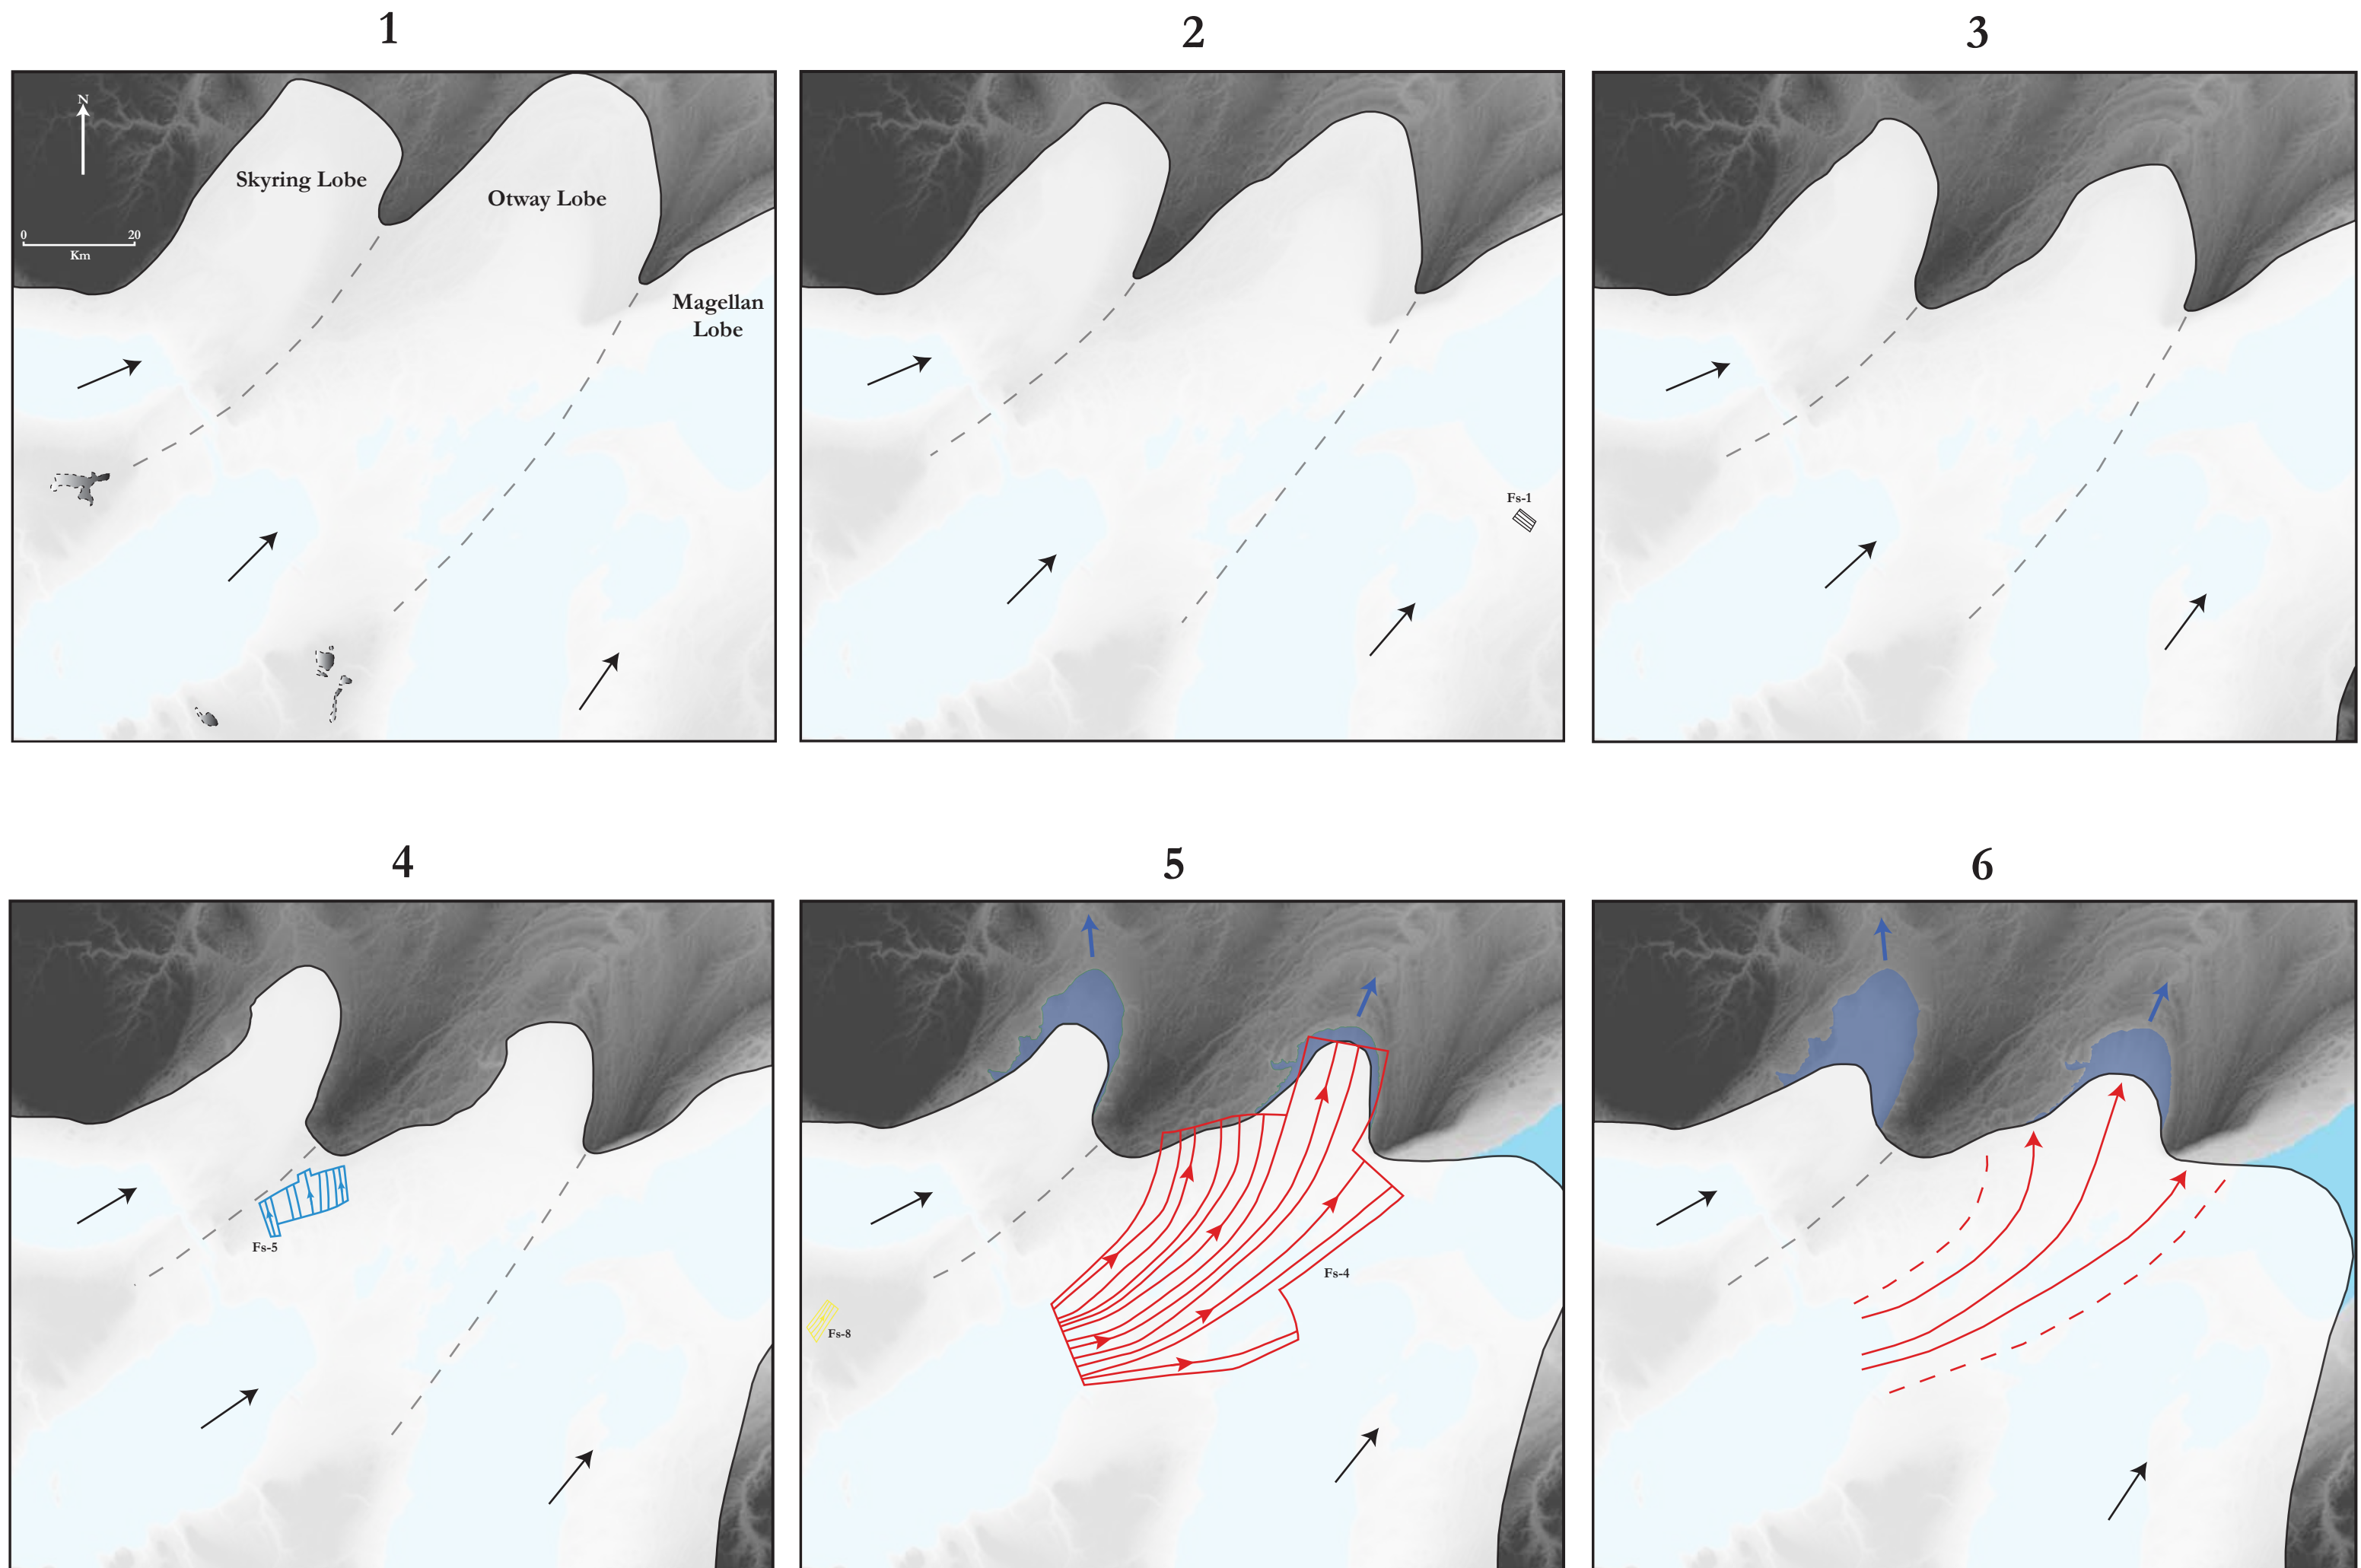 1
2
3
N
Skyring Lobe
Otway Lobe
0 20
Km
Magellan
Lobe
Fs-1
4
5
6
Fs-5
Fs-4
Fs-8